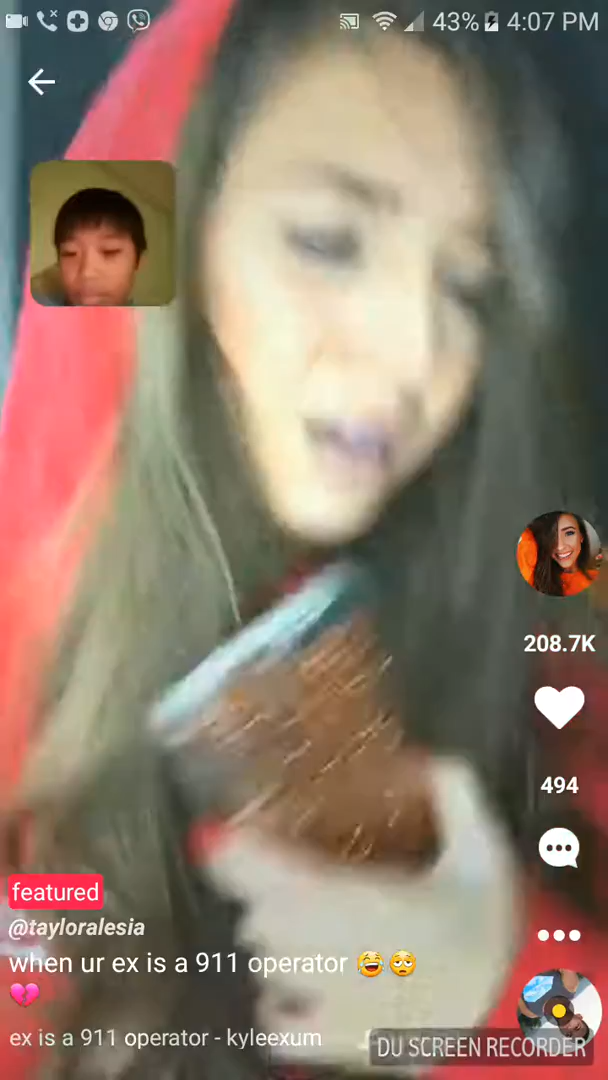 43% 4:07 PM
208.7K
494
featured
@tayloralesia
when ur ex is a 911 operator 😂😩
💔
ex is a 911 operator - kyleexum
DU SCREEN RECORDER